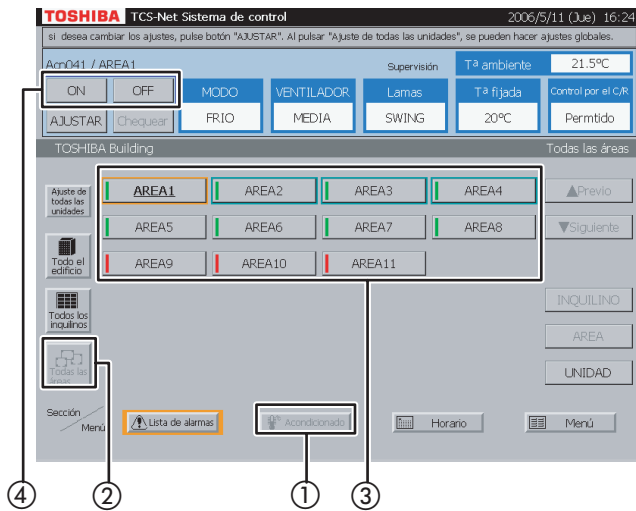 TOSHIBA TCS-Net Sistema de control 2006/5/11 (Jue) 16:24
si desea cambiar los ajustes, pulse botón "AJUSTAR". Al pulsar "Ajuste de todas las unidades", se pueden hacer ajustes globales.
Acn041 / AREA1 Supervisión Tª ambiente 21.5ºC
ON OFF MODO VENTILADOR Lamas Tª fijada Control por el C/R
AJUSTAR Chequear FRIO MEDIA SWING 20ºC Permtido
TOSHIBA Building Todas las áreas
AREA1 AREA2 AREA3 AREA4 ▲Previo
Ajuste de
todas las
unidades
AREA5 AREA6 AREA7 AREA8 ▼Siguiente
AREA9 AREA10 AREA11
Todo el
edificio
Todos los
inquilinos
INQUILINO
AREA
Todas las
áreas
UNIDAD
Sección
Menú
Lista de alarmas Acondicionado Horario Menú
④ ② ① ③